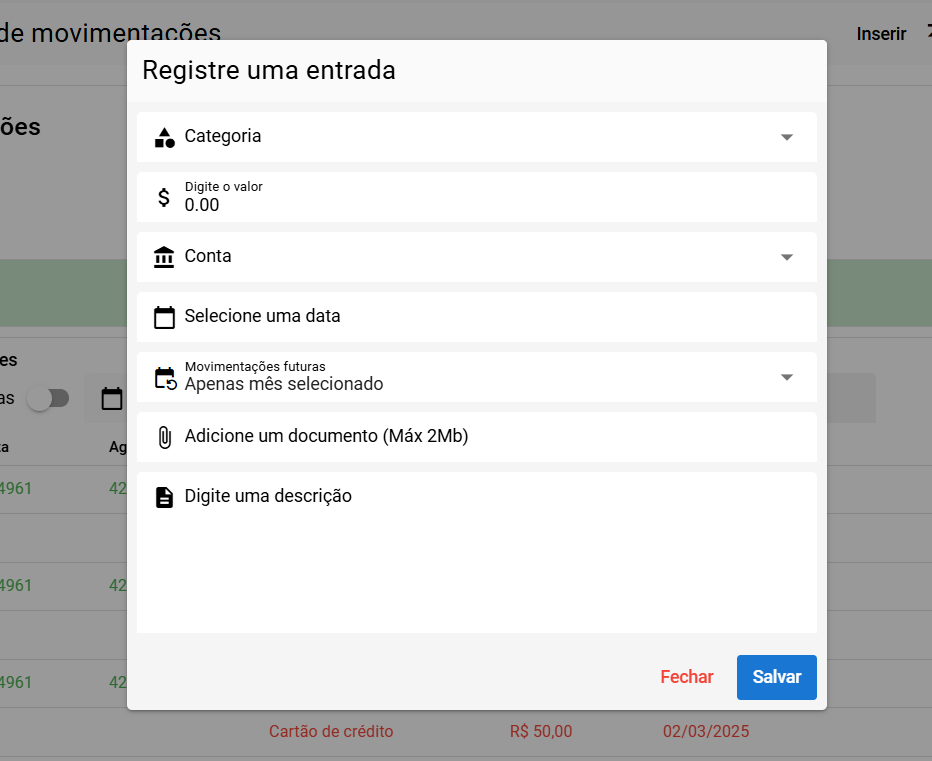 de movimentações
Inserir
Registre uma entrada
ões
Categoria
Digite o valor
0.00
Conta
Selecione uma data
es
Movimentações futuras
Apenas mês selecionado
as
Adicione um documento (Máx 2Mb)
ta
Ag
4961
42
Digite uma descrição
4961
42
4961
42
Fechar
Salvar
Cartão de crédito
R$ 50,00
02/03/2025